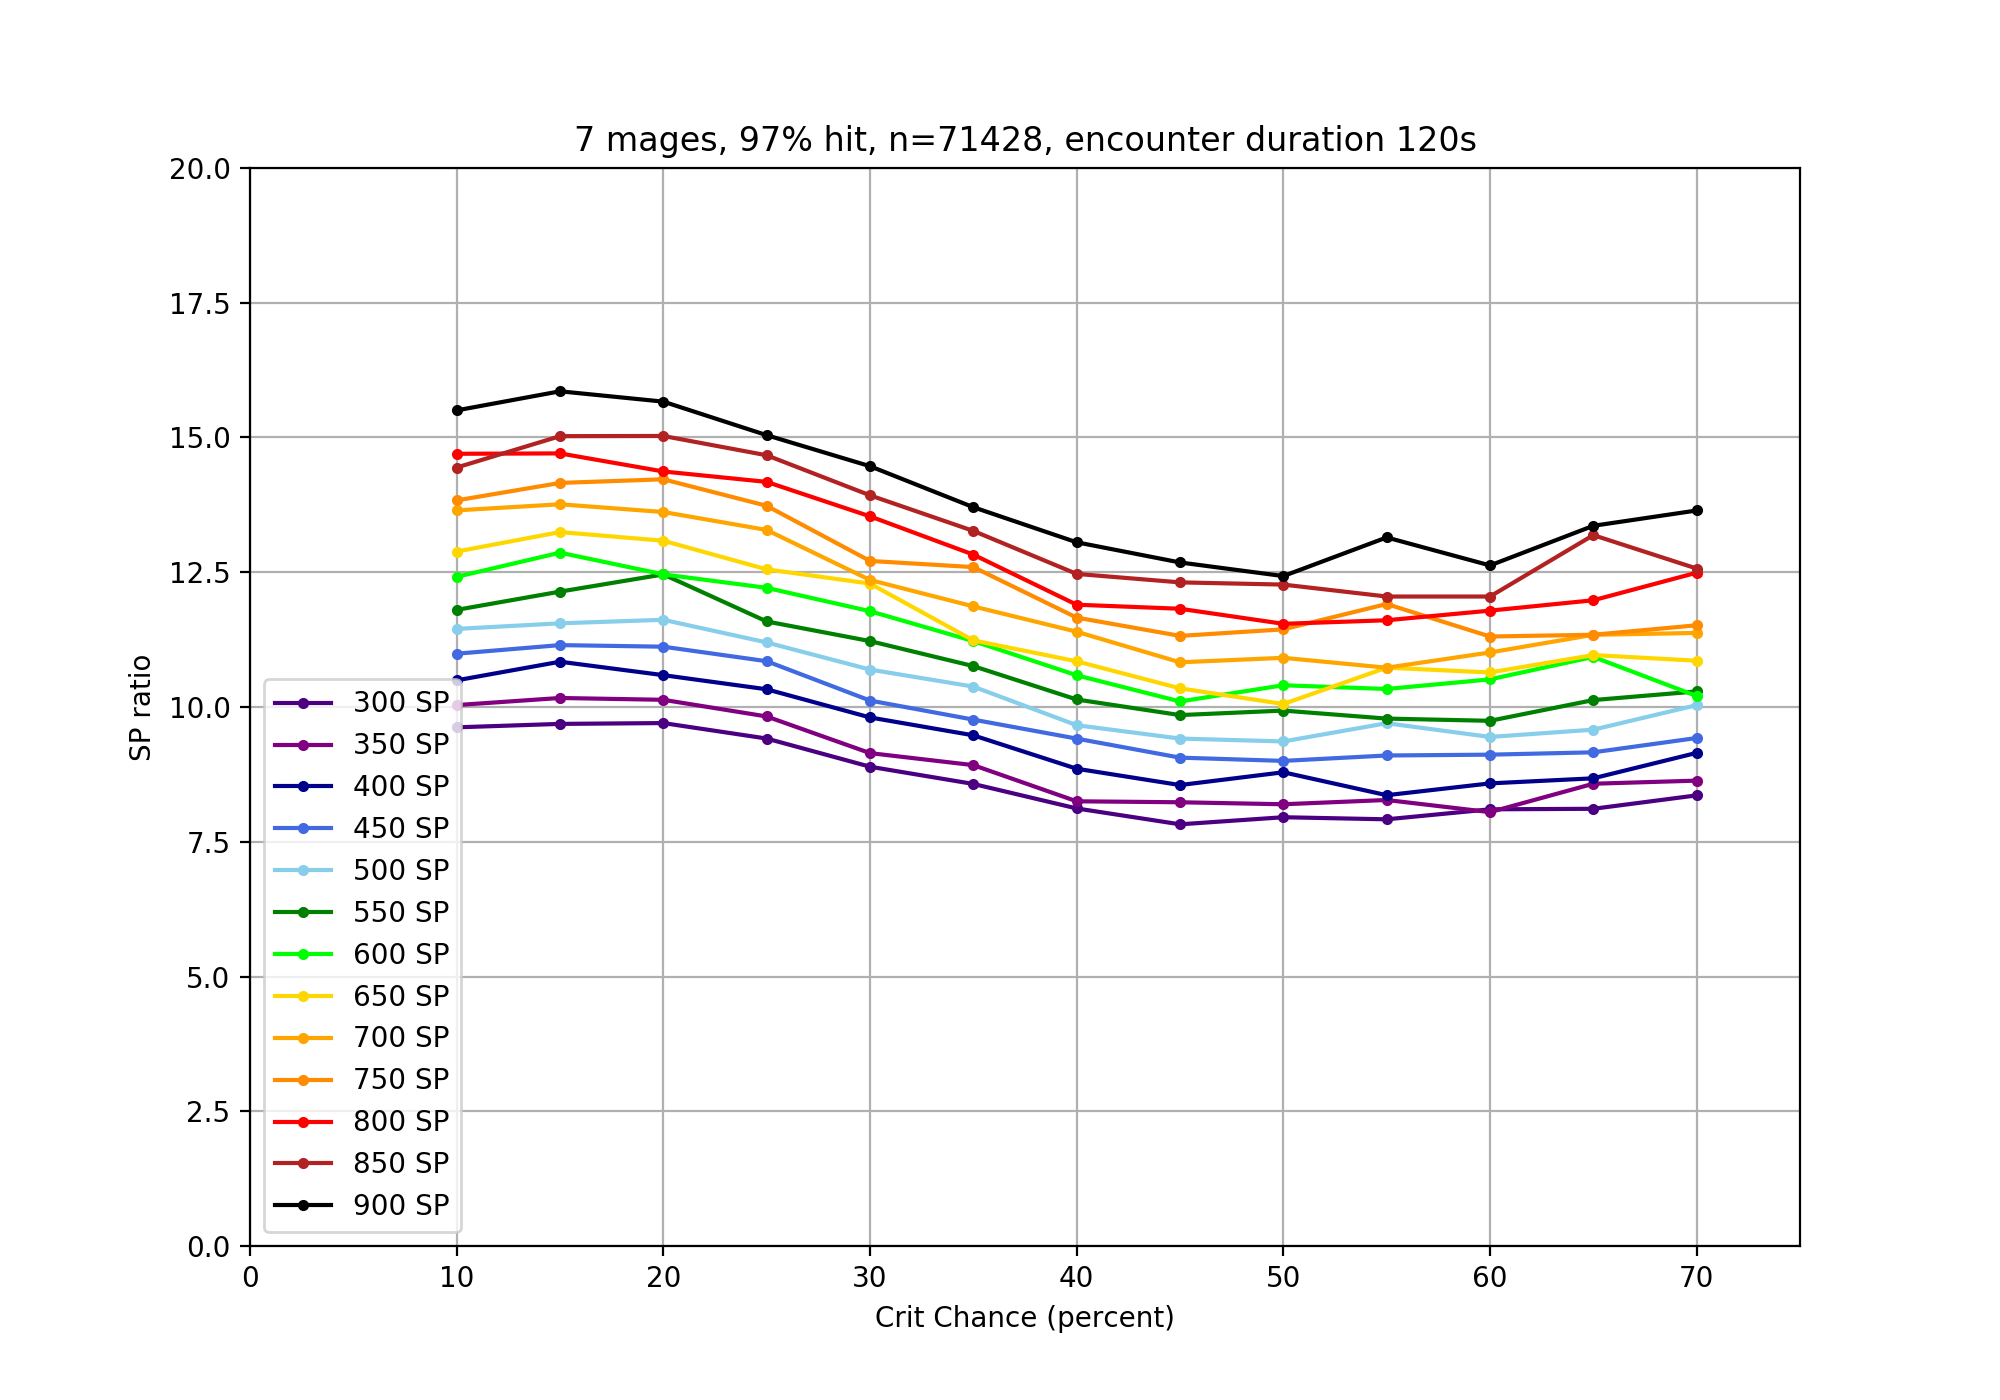 7 mages, 97% hit, n=71428, encounter duration 120s
20.0
17.5
15.0
12.5
10.0
7.5
5.0
2.5
0.0
SP ratio
300 SP
350 SP
400 SP
450 SP
500 SP
550 SP
600 SP
650 SP
700 SP
750 SP
800 SP
850 SP
900 SP
0 10 20 30 40 50 60 70
Crit Chance (percent)